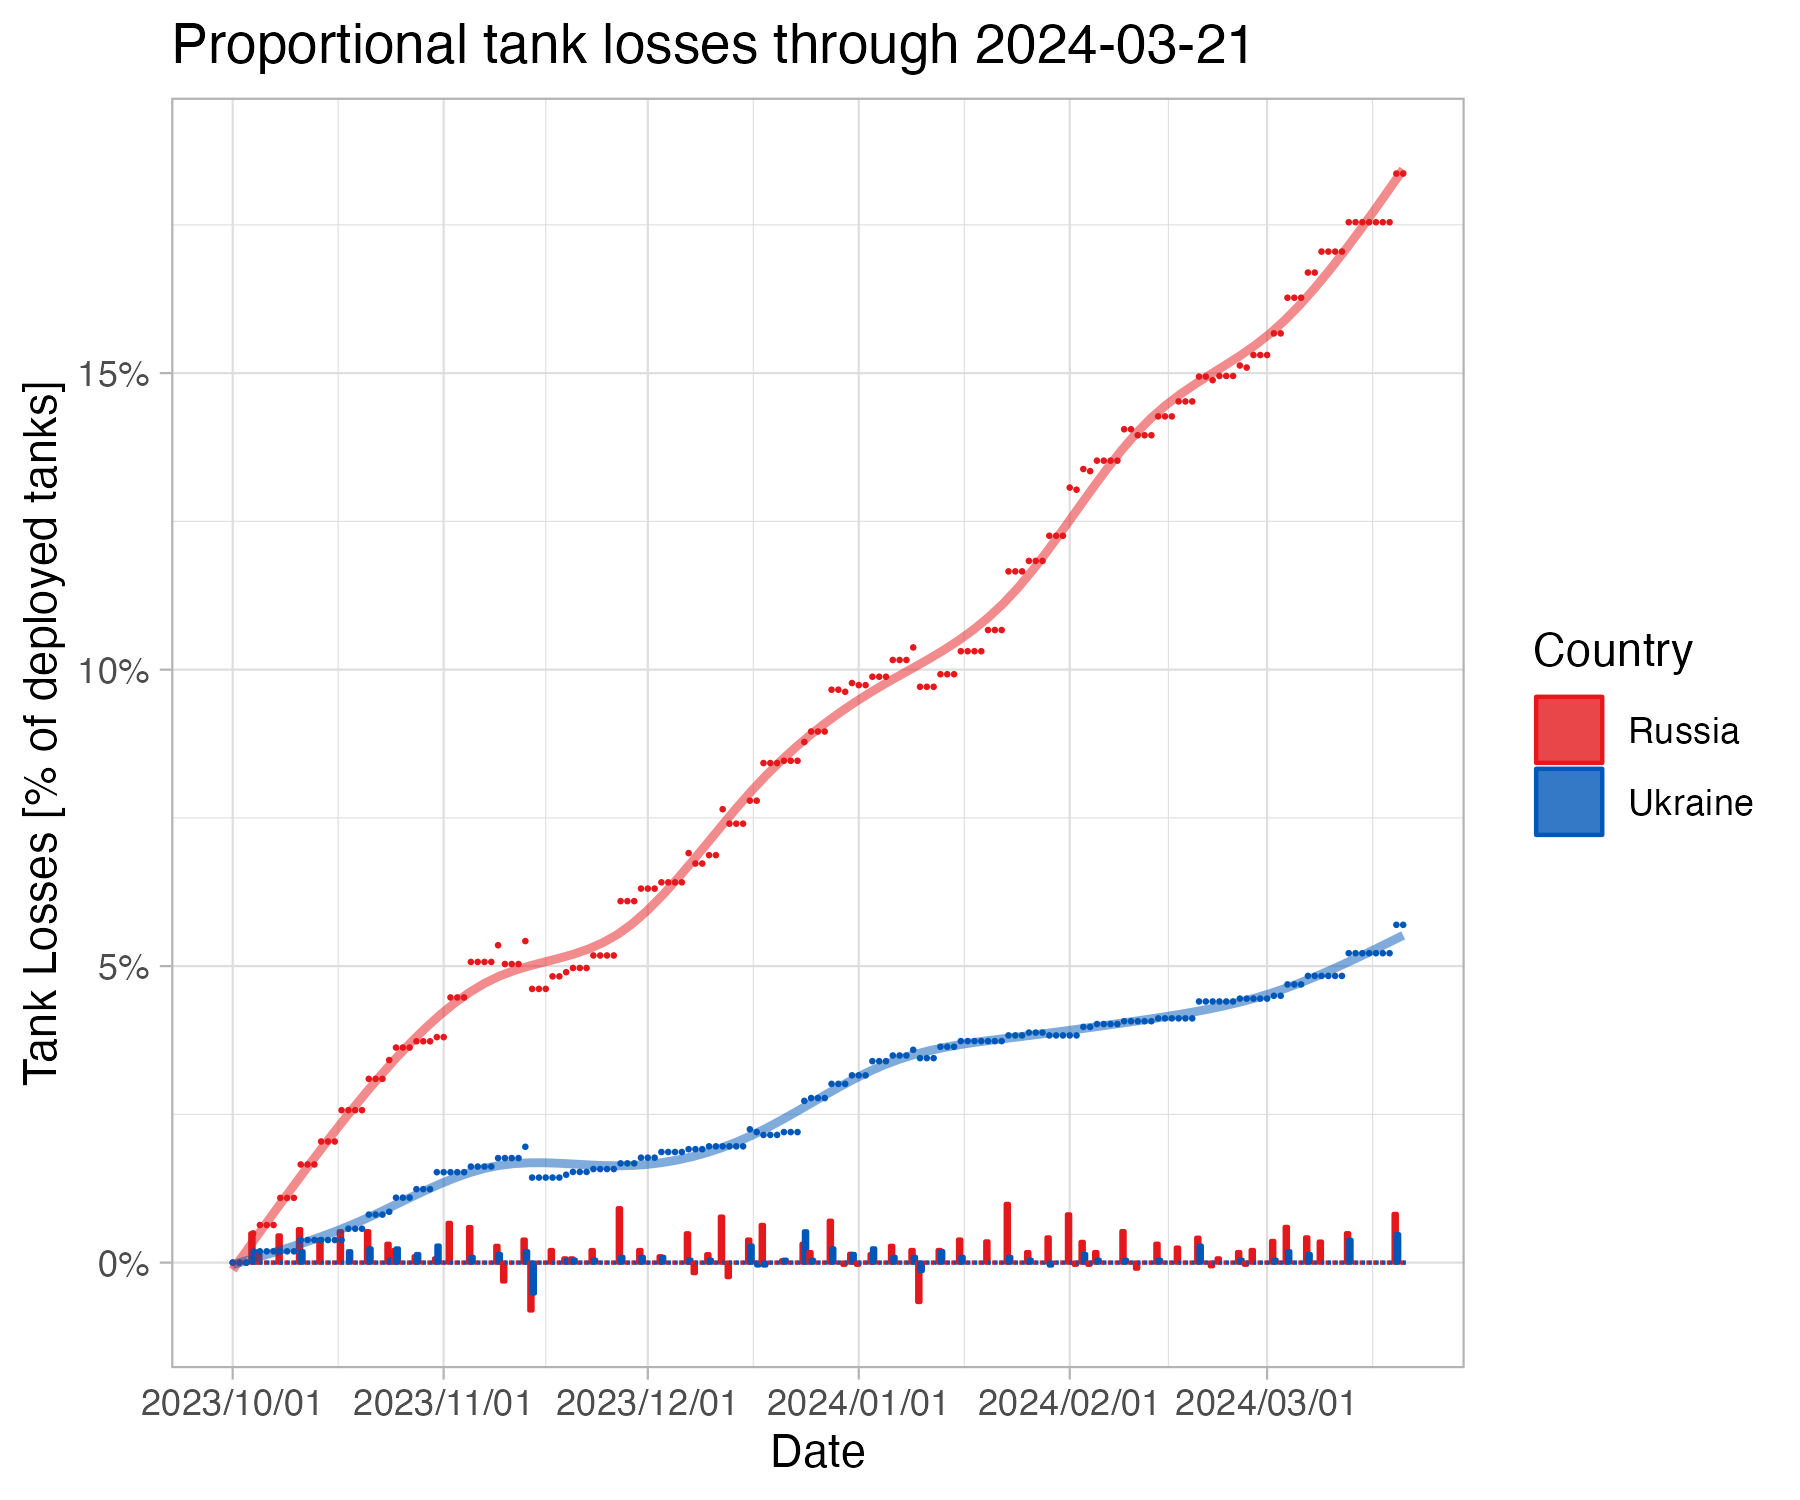 Proportional tank losses through 2024-03-21
Tank Losses [% of deployed tanks]
15%
10%
5%
0%
2023/10/01 2023/11/01 2023/12/01 2024/01/01 2024/02/01 2024/03/01
Date
Country
Russia
Ukraine